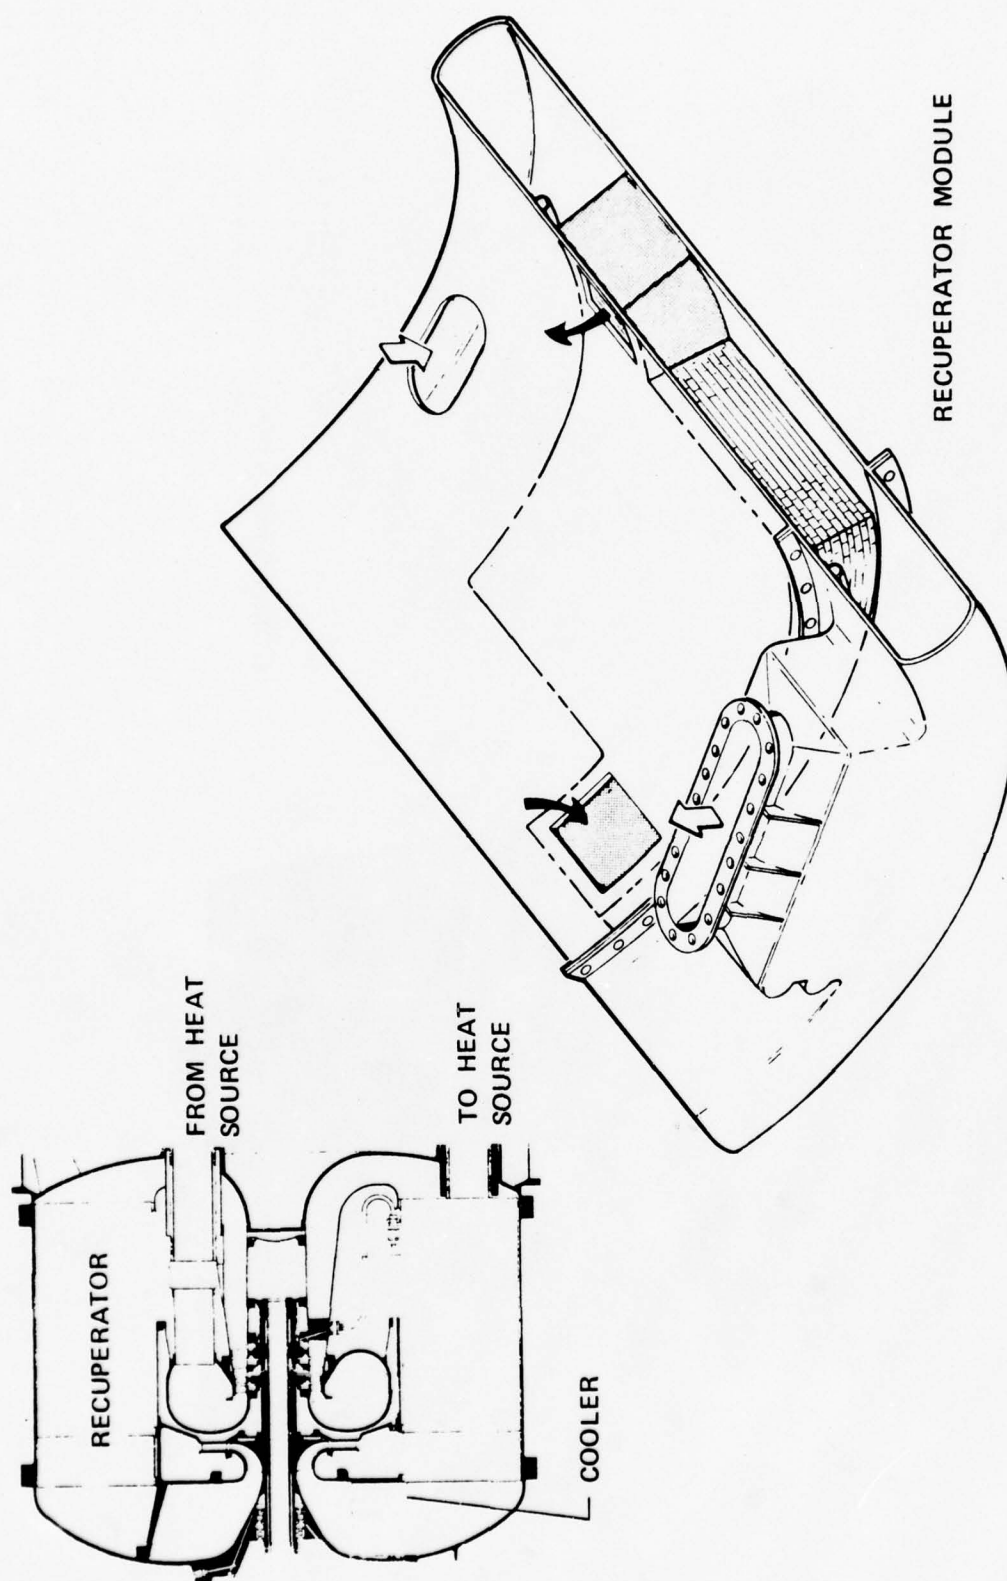 RECUPERATOR
FROM HEAT
SOURCE
TO HEAT
SOURCE
COOLER
RECUPERATOR MODULE